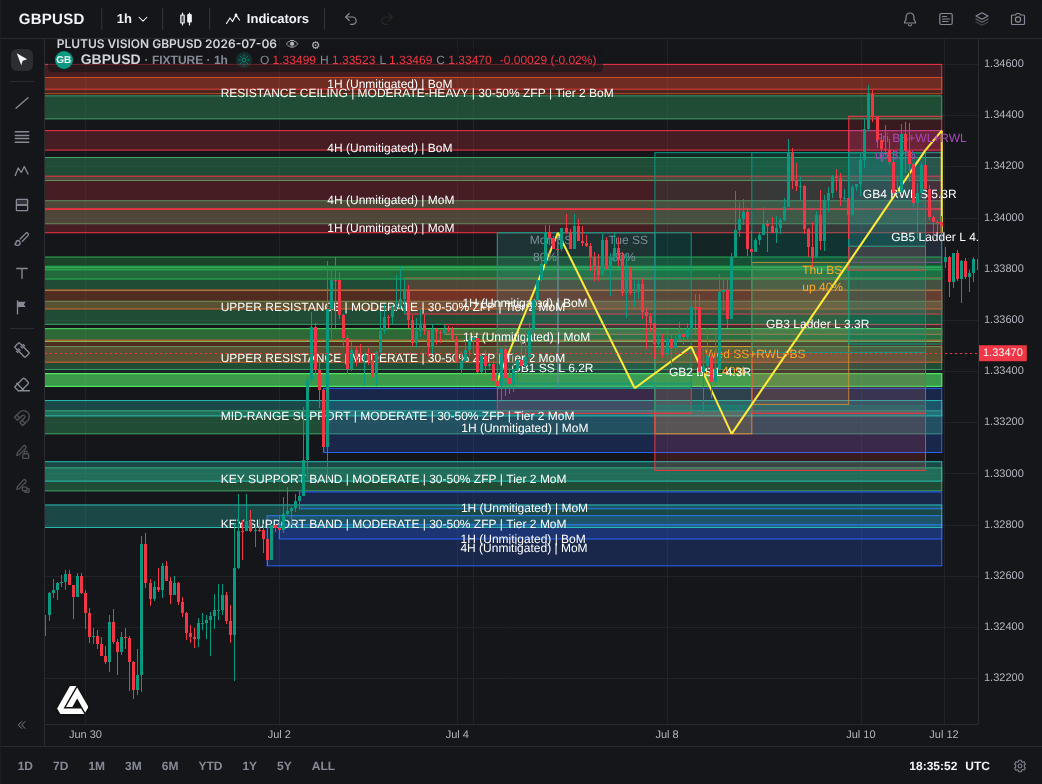 GBPUSD 1h Indicators
PLUTUS VISION GBPUSD 2026-07-06
GB GBPUSD · FIXTURE · 1h O 1.33499 H 1.33523 L 1.33469 C 1.33470 -0.00029 (-0.02%)
1.34600
1H (Unmitigated) | BoM
RESISTANCE CEILING | MODERATE-HEAVY | 30-50% ZFP | Tier 2 BoM
1.34400
BS+WL+RWL
4H (Unmitigated) | BoM
1.34200
GB4 RWL S 5.3R
4H (Unmitigated) | MoM
1.34000
1H (Unmitigated) | MoM
GB5 Ladder L 4.
Mon SS
Tue SS
80%
1.33800
Thu BS
up 40%
1H (Unmitigated) | BoM
UPPER RESISTANCE | MODERATE | 30-50% ZFP | Tier 2 MoM
1.33600
GB3 Ladder L 3.3R
1H (Unmitigated) | MoM
1.33470
Wed SS+RWL+BS
UPPER RESISTANCE | MODERATE | 30-50% ZFP | Tier 2 MoM
GB1 SS L 6.2R
GB2 BS L 4.3R
1.33400
MID-RANGE SUPPORT | MODERATE | 30-50% ZFP | Tier 2 MoM
1H (Unmitigated) | MoM
1.33200
KEY SUPPORT BAND | MODERATE | 30-50% ZFP | Tier 2 MoM
1.33000
1H (Unmitigated) | MoM
KEY SUPPORT BAND | MODERATE | 30-50% ZFP | Tier 2 MoM
1.32800
1H (Unmitigated) | BoM
4H (Unmitigated) | MoM
1.32600
1.32400
1.32200
Jun 30 Jul 2 Jul 4 Jul 8 Jul 10 Jul 12
1D 7D 1M 3M 6M YTD 1Y 5Y ALL 18:35:52 UTC